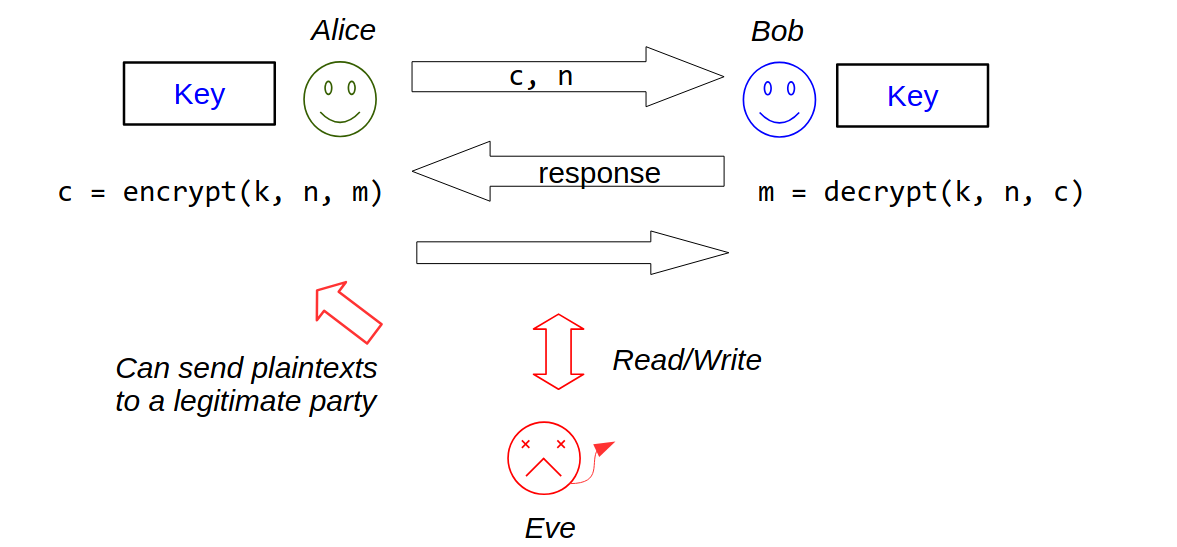 Alice
Bob
Key
c, n
Key
response
c = encrypt(k, n, m)
m = decrypt(k, n, c)
Can send plaintexts
to a legitimate party
Read/Write
Eve